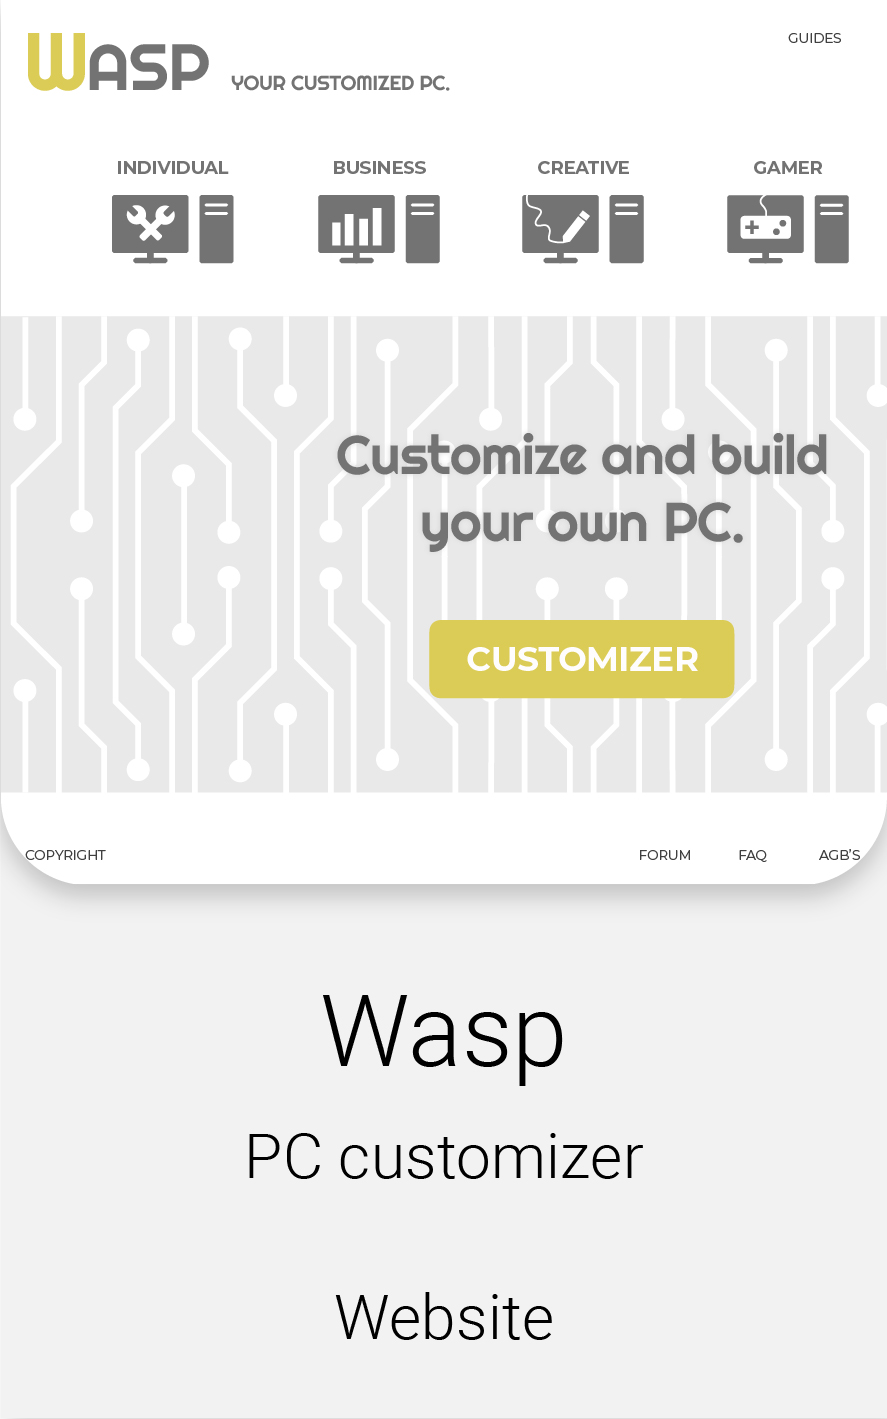 GUIDES
WASP YOUR CUSTOMIZED PC.
INDIVIDUAL BUSINESS CREATIVE GAMER
Customize and build
your own PC.
CUSTOMIZER
COPYRIGHT FORUM FAQ AGB’S
Wasp
PC customizer
Website